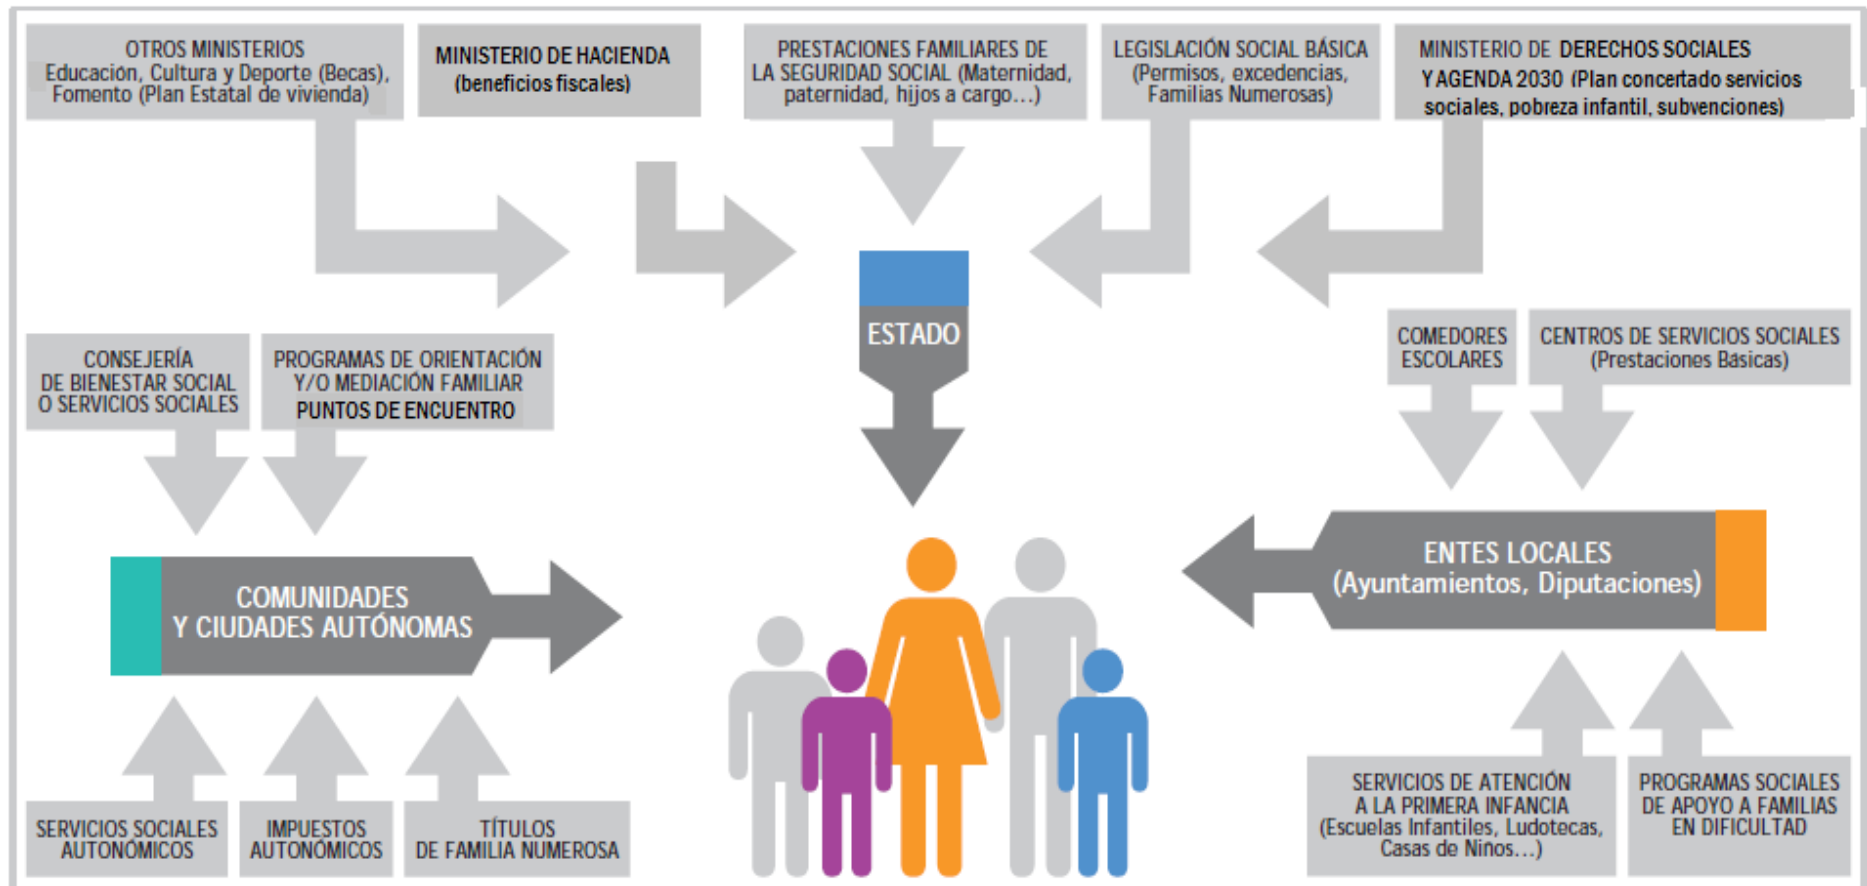 OTROS MINISTERIOS
Educación, Cultura y Deporte (Becas),
Fomento (Plan Estatal de vivienda)
MINISTERIO DE HACIENDA
(beneficios fiscales)
PRESTACIONES FAMILIARES DE
LA SEGURIDAD SOCIAL (Maternidad,
paternidad, hijos a cargo...)
LEGISLACIÓN SOCIAL BÁSICA
(Permisos, excedencias,
Familias Numerosas)
MINISTERIO DE DERECHOS SOCIALES
Y AGENDA 2030 (Plan concertado servicios
sociales, pobreza infantil, subvenciones)
ESTADO
CONSEJERÍA
DE BIENESTAR SOCIAL
O SERVICIOS SOCIALES
PROGRAMAS DE ORIENTACIÓN
Y/O MEDIACIÓN FAMILIAR
PUNTOS DE ENCUENTRO
COMEDORES
ESCOLARES
CENTROS DE SERVICIOS SOCIALES
(Prestaciones Básicas)
COMUNIDADES
Y CIUDADES AUTÓNOMAS
ENTES LOCALES
(Ayuntamientos, Diputaciones)
SERVICIOS SOCIALES
AUTONÓMICOS
IMPUESTOS
AUTONÓMICOS
TÍTULOS
DE FAMILIA NUMEROSA
SERVICIOS DE ATENCIÓN
A LA PRIMERA INFANCIA
(Escuelas Infantiles, Ludotecas,
Casas de Niños...)
PROGRAMAS SOCIALES
DE APOYO A FAMILIAS
EN DIFICULTAD